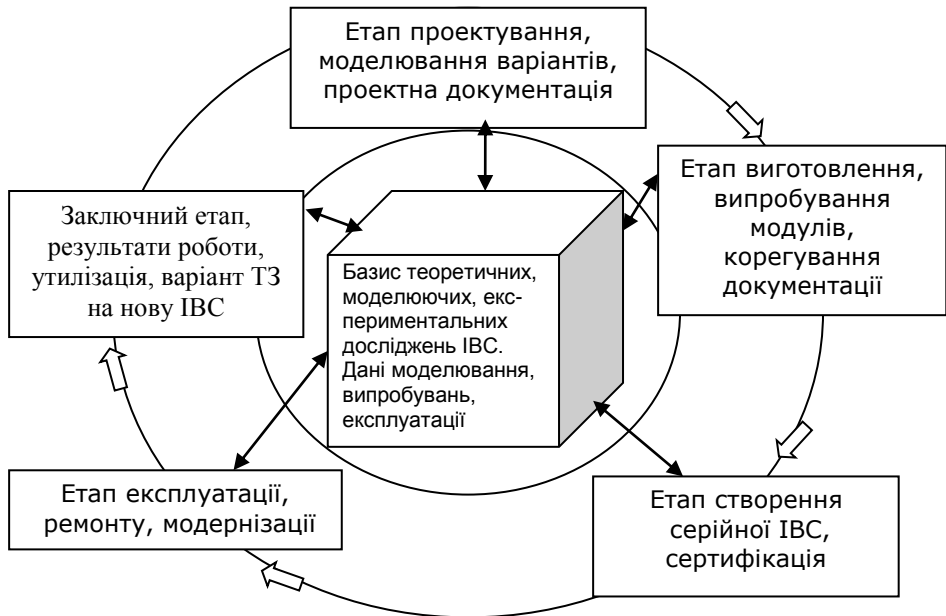 Етап проектування,
моделювання варіантів,
проектна документація
Етап виготовлення,
випробування
модулів,
корегування
документації
Заключний етап,
результати роботи,
утилізація, варіант ТЗ
на нову ІВС
Базис теоретичних,
моделюючих, екс-
периментальних
досліджень ІВС.
Дані моделювання,
випробувань,
експлуатації
Етап експлуатації,
ремонту, модернізації
Етап створення
серійної ІВС,
сертифікація